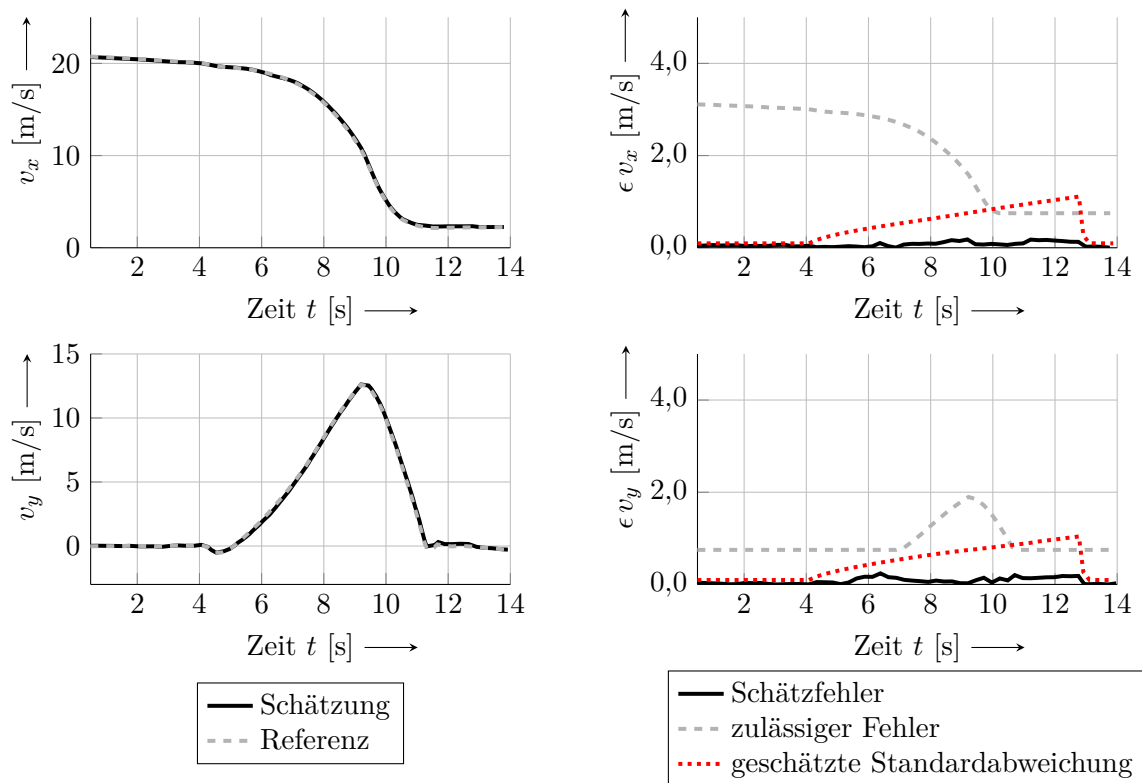 20
10
0
2 4 6 8 10 12 14
Zeit t [s]
v_x [m/s]
4,0
2,0
0,0
2 4 6 8 10 12 14
Zeit t [s]
ϵ v_x [m/s]
15
10
5
0
2 4 6 8 10 12 14
Zeit t [s]
v_y [m/s]
4,0
2,0
0,0
2 4 6 8 10 12 14
Zeit t [s]
ϵ v_y [m/s]
Schätzung
Referenz
Schätzfehler
zulässiger Fehler
geschätzte Standardabweichung